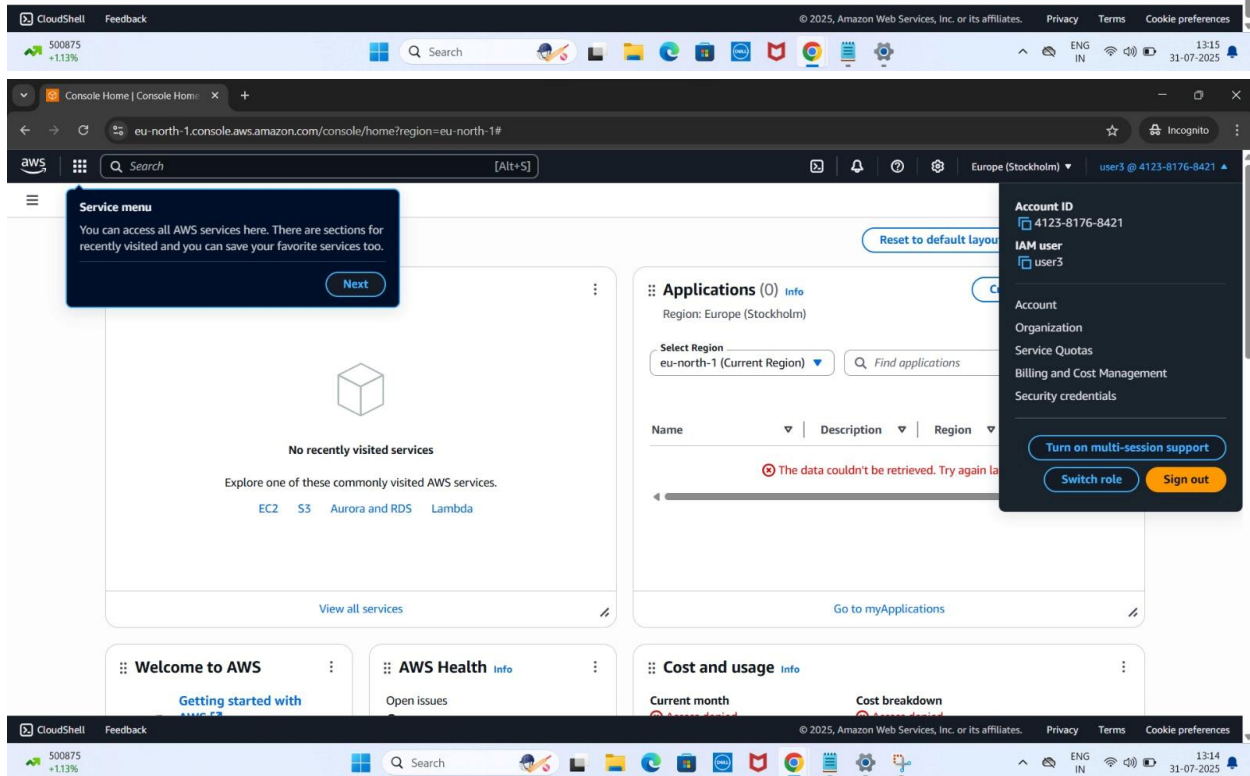 CloudShell Feedback © 2025, Amazon Web Services, Inc. or its affiliates. Privacy Terms Cookie preferences
500875
+1.13%
Search
ENG
IN
13:15
31-07-2025
Console Home | Console Home
eu-north-1.console.aws.amazon.com/console/home?region=eu-north-1#
Incognito
aws
Search [Alt+S]
Europe (Stockholm)
user3 @ 4123-8176-8421
Service menu
You can access all AWS services here. There are sections for
recently visited and you can save your favorite services too.
Next
Reset to default layou
Account ID
4123-8176-8421
IAM user
user3
Account
Organization
Service Quotas
Billing and Cost Management
Security credentials
Turn on multi-session support
Switch role
Sign out
No recently visited services
Explore one of these commonly visited AWS services.
EC2 S3 Aurora and RDS Lambda
View all services
Applications (0) Info
Region: Europe (Stockholm)
Select Region
eu-north-1 (Current Region)
Find applications
Name Description Region
The data couldn't be retrieved. Try again la
Go to myApplications
Welcome to AWS
Getting started with
AWS
AWS Health Info
Open issues
Cost and usage Info
Current month
Access denied
Cost breakdown
Access denied
CloudShell Feedback © 2025, Amazon Web Services, Inc. or its affiliates. Privacy Terms Cookie preferences
500875
+1.13%
Search
ENG
IN
13:14
31-07-2025